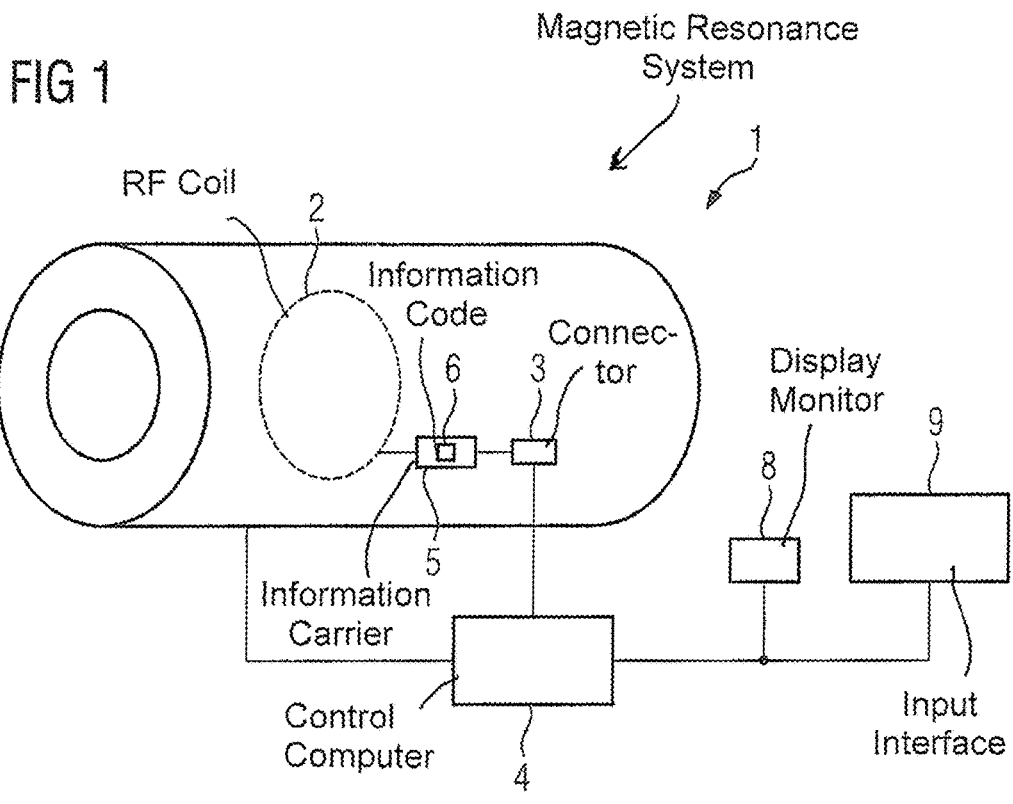 FIG 1
Magnetic Resonance
System
1
RF Coil
2
Information
Code
6
3
Connec-
tor
Display
Monitor
8
9
5
Information
Carrier
Control
Computer
4
Input
Interface